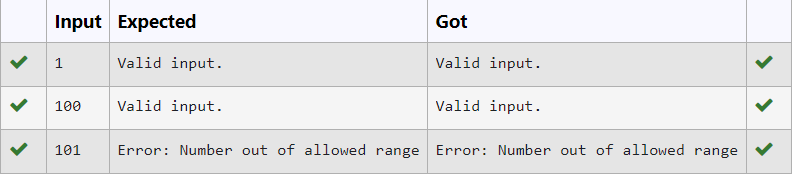 Input Expected Got
1 Valid input. Valid input.
100 Valid input. Valid input.
101 Error: Number out of allowed range Error: Number out of allowed range